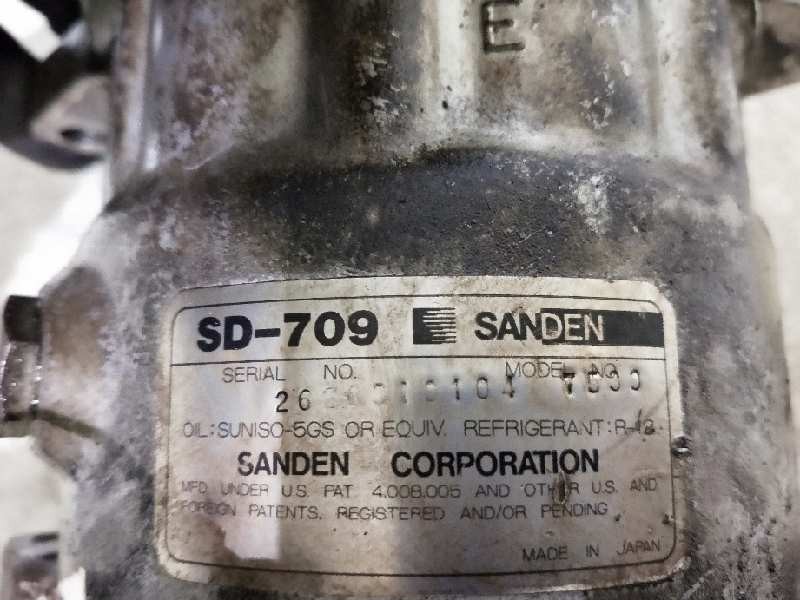 E
SD-709 SANDEN
SERIAL NO. MODEL NO.
OIL:SUNISO-5GS OR EQUIV. REFRIGERANT:R-12
SANDEN CORPORATION
MFD UNDER U.S. PAT. 4.008.005 AND OTHER U.S. AND
FOREIGN PATENTS. REGISTERED AND/OR PENDING
MADE IN JAPAN